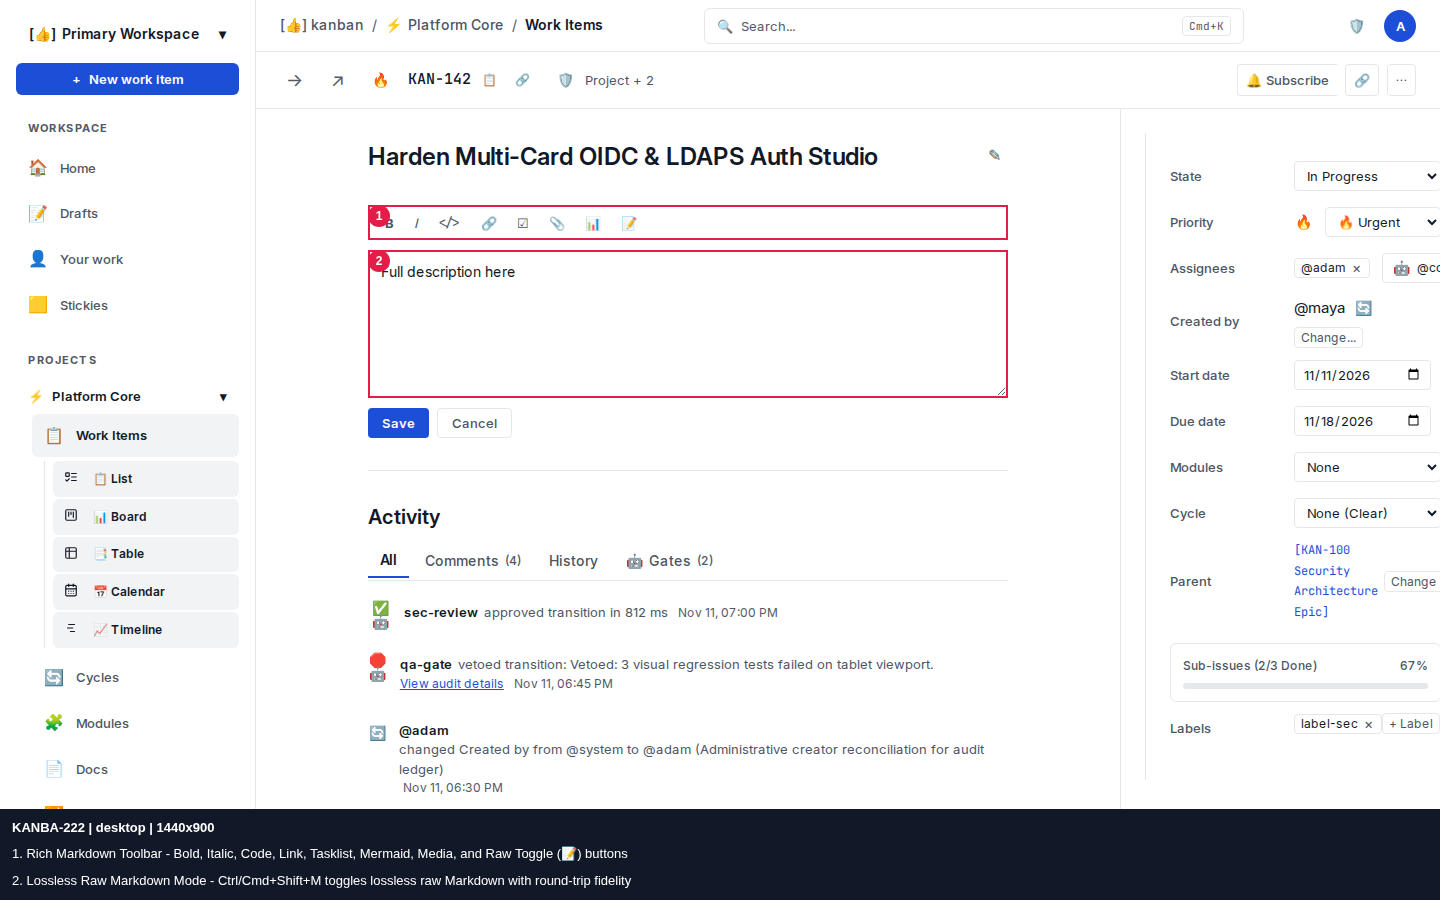 [👍] Primary Workspace ▾
+ New work item
WORKSPACE
🏠 Home
📝 Drafts
👤 Your work
🟨 Stickies
PROJECTS
⚡ Platform Core ▾
📋 Work Items
📋 List
📊 Board
📑 Table
📅 Calendar
📈 Timeline
🔄 Cycles
🧩 Modules
📄 Docs
[👍] kanban / ⚡ Platform Core / Work Items
🔍 Search... Cmd+K
🛡️ A
→ ↗ 🔥 KAN-142 📋 🔗 🛡️ Project + 2
🔔 Subscribe 🔗 ...
Harden Multi-Card OIDC & LDAPS Auth Studio ✎
1 B I </> 🔗 ☑ 📎 📊 📝
2
Full description here
Save Cancel
Activity
All Comments (4) History 🤖 Gates (2)
✅ 🤖 sec-review approved transition in 812 ms Nov 11, 07:00 PM
🛑 🤖 qa-gate vetoed transition: Vetoed: 3 visual regression tests failed on tablet viewport.
View audit details Nov 11, 06:45 PM
🔄 @adam
changed Created by from @system to @adam (Administrative creator reconciliation for audit
ledger)
Nov 11, 06:30 PM
State In Progress
Priority 🔥 🔥 Urgent
Assignees @adam × 🤖 @co
Created by @maya 🔄
Change...
Start date 11/11/2026
Due date 11/18/2026
Modules None
Cycle None (Clear)
Parent [KAN-100
Security
Architecture
Epic]
Change
Sub-issues (2/3 Done) 67%
Labels label-sec × + Label
KANBA-222 | desktop | 1440x900
1. Rich Markdown Toolbar - Bold, Italic, Code, Link, Tasklist, Mermaid, Media, and Raw Toggle (📝) buttons
2. Lossless Raw Markdown Mode - Ctrl/Cmd+Shift+M toggles lossless raw Markdown with round-trip fidelity